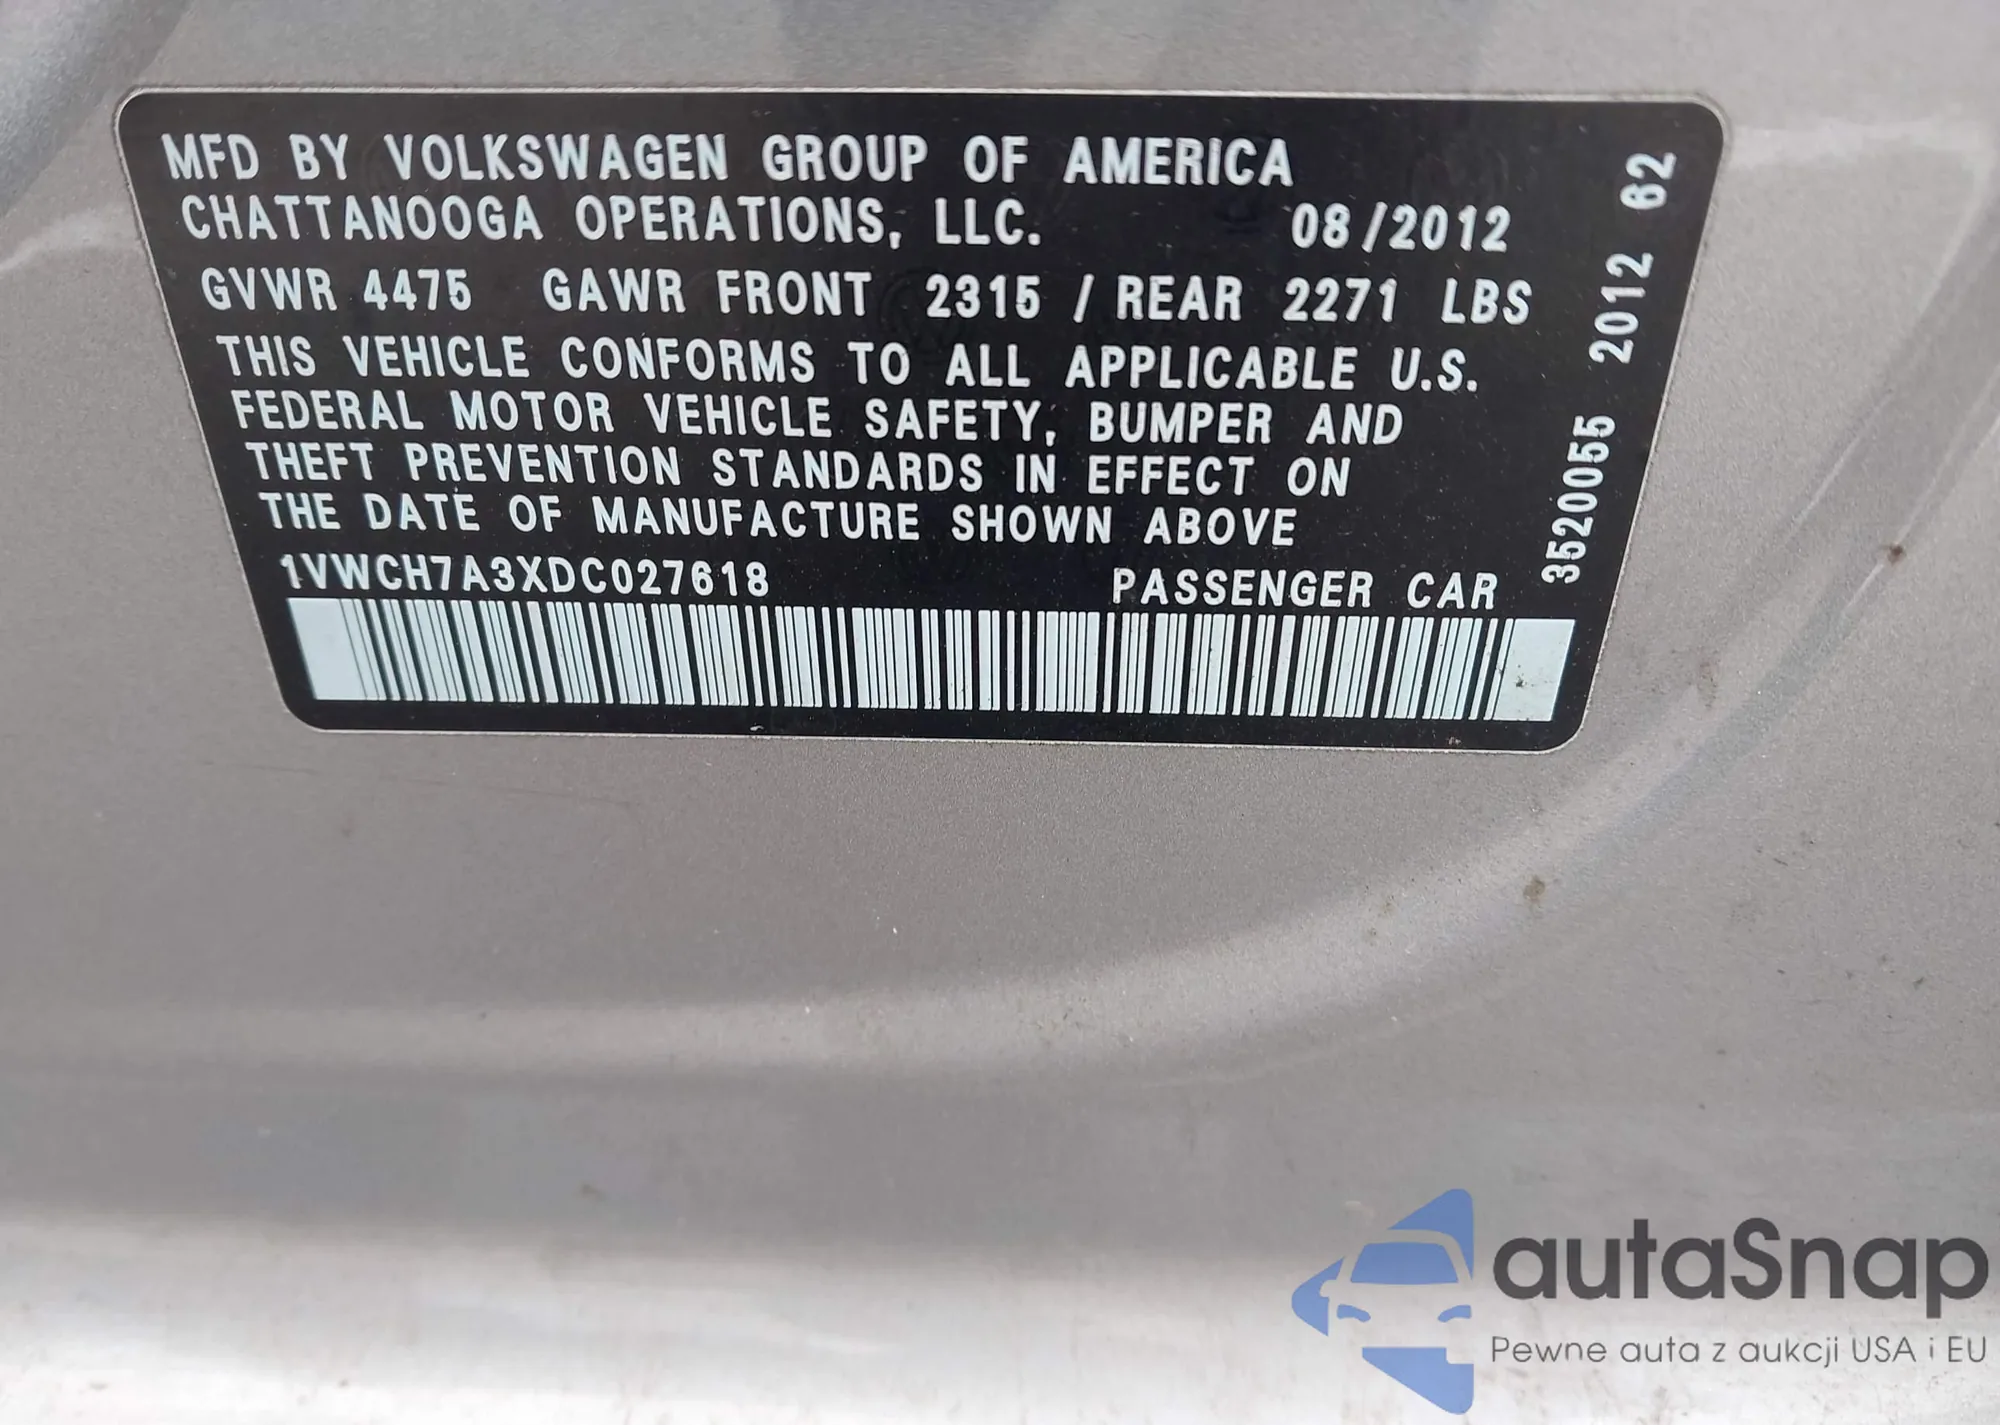 MFD BY VOLKSWAGEN GROUP OF AMERICA
CHATTANOOGA OPERATIONS, LLC. 08/2012
GVWR 4475 GAWR FRONT 2315 / REAR 2271 LBS
THIS VEHICLE CONFORMS TO ALL APPLICABLE U.S.
FEDERAL MOTOR VEHICLE SAFETY, BUMPER AND
THEFT PREVENTION STANDARDS IN EFFECT ON
THE DATE OF MANUFACTURE SHOWN ABOVE
1VWCH7A3XDC027618 PASSENGER CAR
3520055 2012 62
autaSnap
Pewne auta z aukcji USA i EU